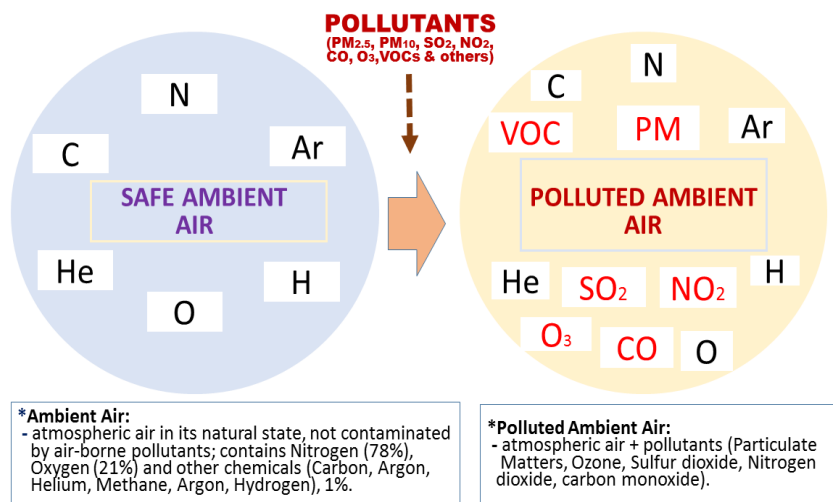 POLLUTANTS
(PM2.5, PM10, SO2, NO2,
CO, O3,VOCs & others)
N
C
Ar
SAFE AMBIENT
AIR
He
H
O
N
C
VOC
PM
Ar
POLLUTED AMBIENT
AIR
He
SO2
NO2
H
O3
CO
O
*Ambient Air:
- atmospheric air in its natural state, not contaminated
by air-borne pollutants; contains Nitrogen (78%),
Oxygen (21%) and other chemicals (Carbon, Argon,
Helium, Methane, Argon, Hydrogen), 1%.
*Polluted Ambient Air:
- atmospheric air + pollutants (Particulate
Matters, Ozone, Sulfur dioxide, Nitrogen
dioxide, carbon monoxide).